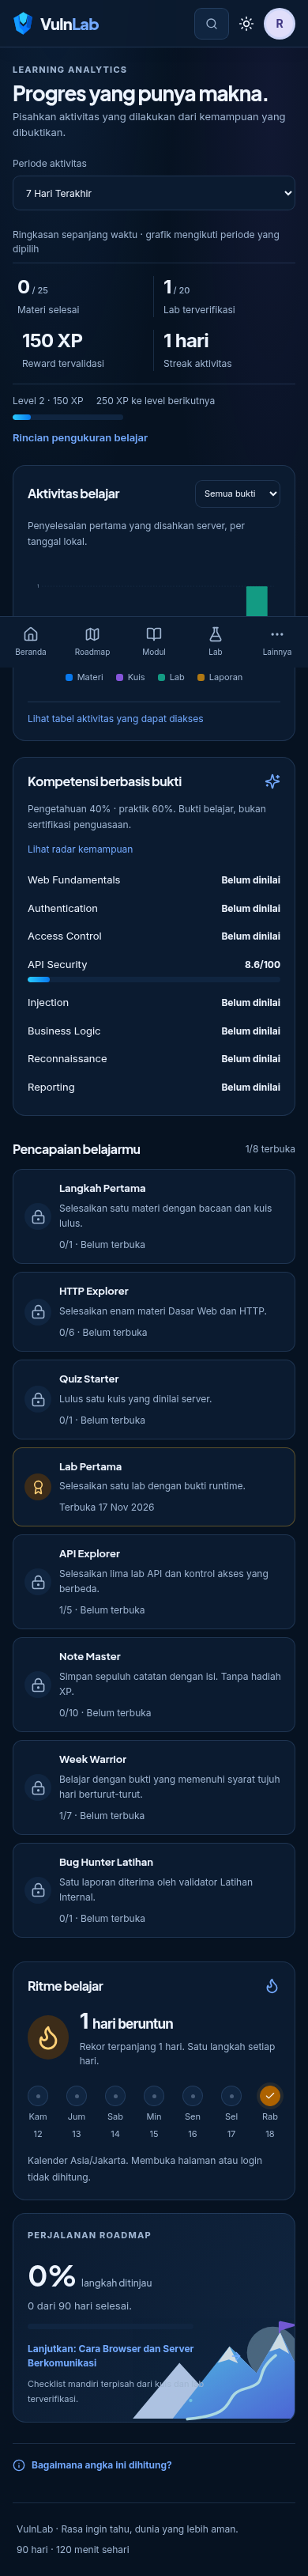 VulnLab
R
LEARNING ANALYTICS
Progres yang punya makna.
Pisahkan aktivitas yang dilakukan dari kemampuan yang
dibuktikan.
Periode aktivitas
7 Hari Terakhir
Ringkasan sepanjang waktu · grafik mengikuti periode yang
dipilih
0 / 25
Materi selesai
1 / 20
Lab terverifikasi
150 XP
Reward tervalidasi
1 hari
Streak aktivitas
Level 2 · 150 XP 250 XP ke level berikutnya
Rincian pengukuran belajar
Aktivitas belajar
Semua bukti
Penyelesaian pertama yang disahkan server, per
tanggal lokal.
Beranda
Roadmap
Modul
Lab
Lainnya
Materi
Kuis
Lab
Laporan
Lihat tabel aktivitas yang dapat diakses
Kompetensi berbasis bukti
Pengetahuan 40% · praktik 60%. Bukti belajar, bukan
sertifikasi penguasaan.
Lihat radar kemampuan
Web Fundamentals Belum dinilai
Authentication Belum dinilai
Access Control Belum dinilai
API Security 8.6/100
Injection Belum dinilai
Business Logic Belum dinilai
Reconnaissance Belum dinilai
Reporting Belum dinilai
Pencapaian belajarmu 1/8 terbuka
Langkah Pertama
Selesaikan satu materi dengan bacaan dan kuis
lulus.
0/1 · Belum terbuka
HTTP Explorer
Selesaikan enam materi Dasar Web dan HTTP.
0/6 · Belum terbuka
Quiz Starter
Lulus satu kuis yang dinilai server.
0/1 · Belum terbuka
Lab Pertama
Selesaikan satu lab dengan bukti runtime.
Terbuka 17 Nov 2026
API Explorer
Selesaikan lima lab API dan kontrol akses yang
berbeda.
1/5 · Belum terbuka
Note Master
Simpan sepuluh catatan dengan isi. Tanpa hadiah
XP.
0/10 · Belum terbuka
Week Warrior
Belajar dengan bukti yang memenuhi syarat tujuh
hari berturut-turut.
1/7 · Belum terbuka
Bug Hunter Latihan
Satu laporan diterima oleh validator Latihan
Internal.
0/1 · Belum terbuka
Ritme belajar
1 hari beruntun
Rekor terpanjang 1 hari. Satu langkah setiap
hari.
Kam Jum Sab Min Sen Sel Rab
12 13 14 15 16 17 18
Kalender Asia/Jakarta. Membuka halaman atau login
tidak dihitung.
PERJALANAN ROADMAP
0% langkah ditinjau
0 dari 90 hari selesai.
Lanjutkan: Cara Browser dan Server
Berkomunikasi
Checklist mandiri terpisah dari
terverifikasi.
Bagaimana angka ini dihitung?
VulnLab · Rasa ingin tahu, dunia yang lebih aman.
90 hari · 120 menit sehari